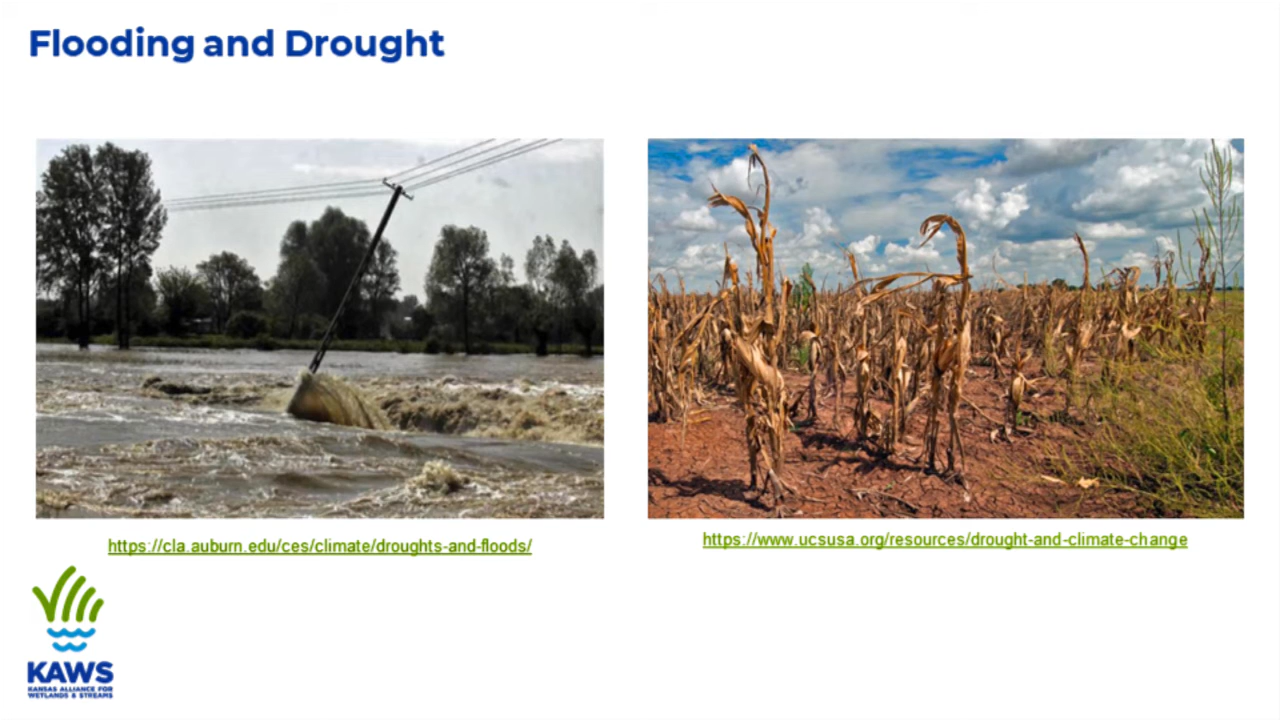 Flooding and Drought
https://cla.auburn.edu/ces/climate/droughts-and-floods/
https://www.ucsusa.org/resources/drought-and-climate-change
KAWS
KANSAS ALLIANCE FOR
WETLANDS & STREAMS